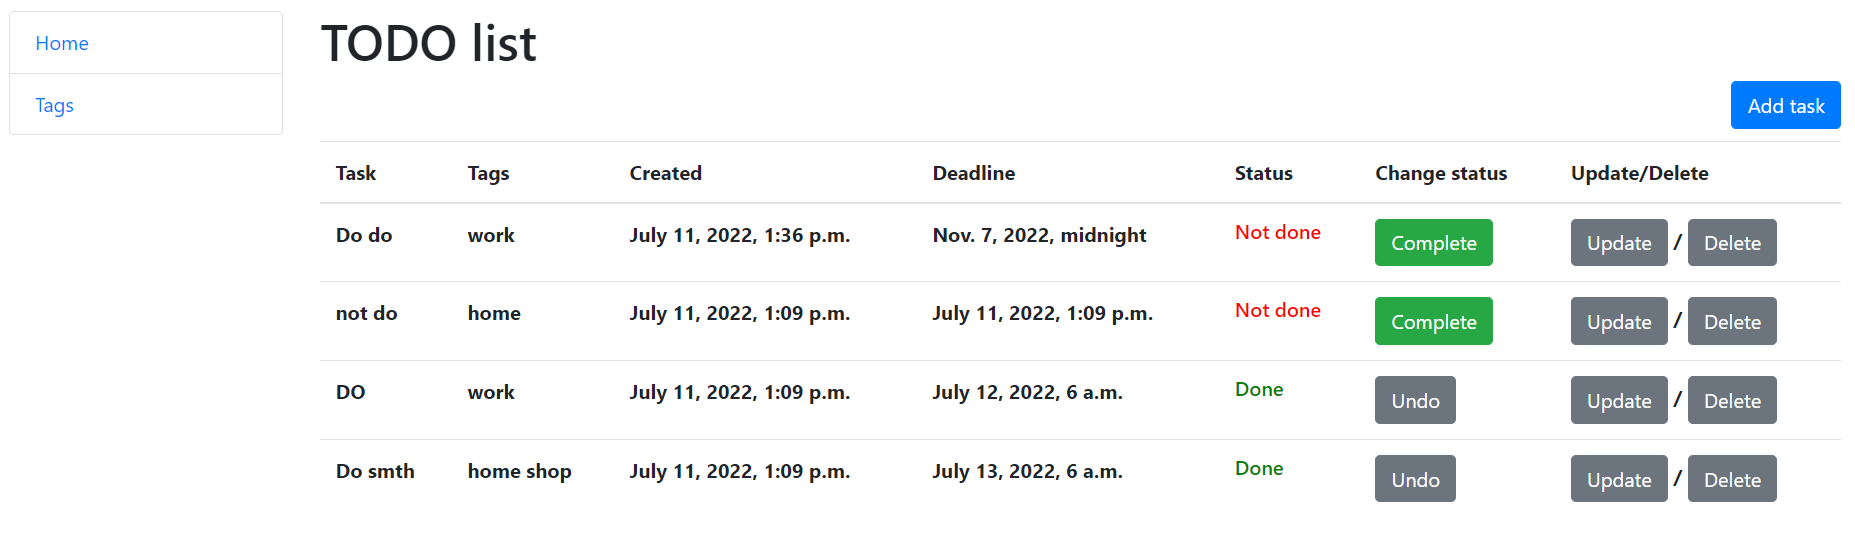 Home
Tags
TODO list
Add task
Task Tags Created Deadline Status Change status Update/Delete
Do do work July 11, 2022, 1:36 p.m. Nov. 7, 2022, midnight Not done Complete Update / Delete
not do home July 11, 2022, 1:09 p.m. July 11, 2022, 1:09 p.m. Not done Complete Update / Delete
DO work July 11, 2022, 1:09 p.m. July 12, 2022, 6 a.m. Done Undo Update / Delete
Do smth home shop July 11, 2022, 1:09 p.m. July 13, 2022, 6 a.m. Done Undo Update / Delete